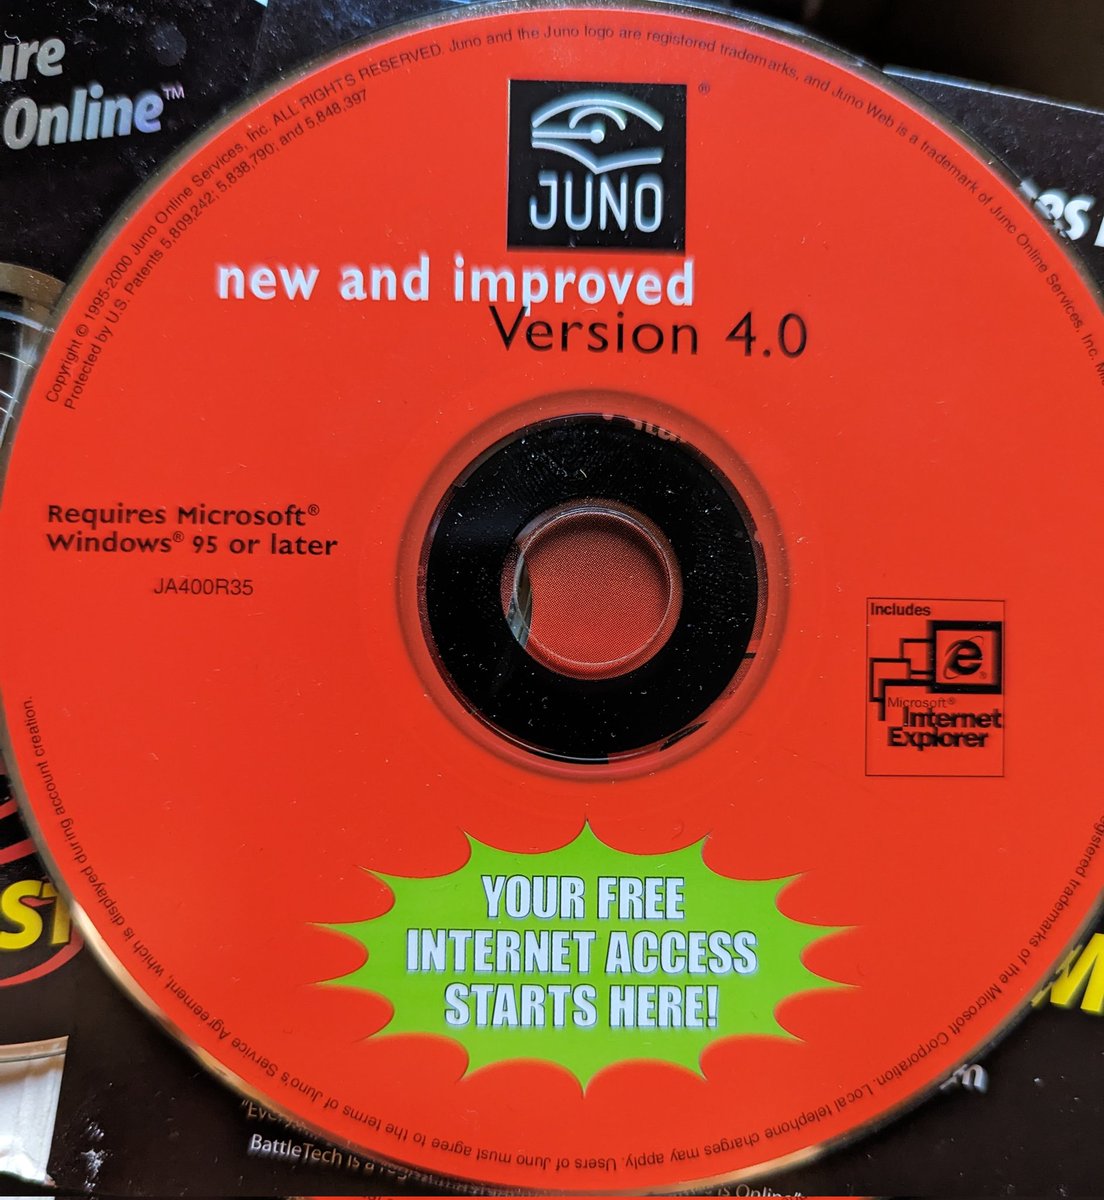 ure
Online™
Copyright © 1995-2000 Juno Online Services, Inc. ALL RIGHTS RESERVED. Juno and the Juno logo are registered trademarks, and Juno Web is a trademark of Juno Online Services, Inc.
Protected by U.S. Patents 5,809,242; 5,838,790; and 5,848,397
JUNO®
new and improved
Version 4.0
Requires Microsoft®
Windows® 95 or later
JA400R35
Includes
Microsoft®
Internet
Explorer
YOUR FREE
INTERNET ACCESS
STARTS HERE!
registered trademarks of the Microsoft Corporation. Local telephone charges may apply. Users of Juno must agree to the terms of Juno's Service Agreement, which is displayed during account creation.
ST
BattleTech is a
is Online"